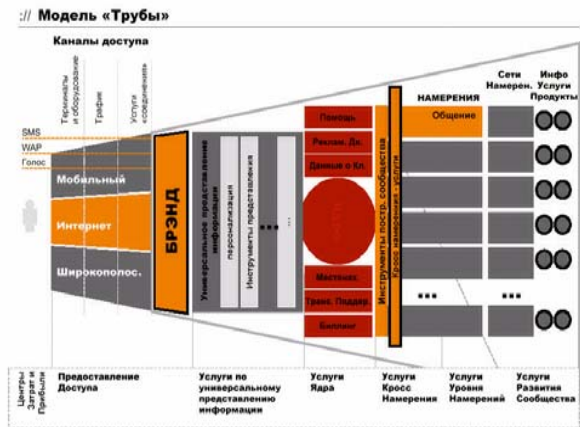 :// Модель «Трубы»
Каналы доступа
Терминалы
и оборудование
Трафик
Услуги
«соединения»
SMS
WAP
Голос
Мобильный
Интернет
Широкополос.
БРЭНД
Универсальное представление
информации
персонализация
Инструменты представления
...
...
Помощь
Реклам. Дк.
Данные о Кл.
Местонах.
Транс. Поддер.
Биллинг
Инструменты постр. сообщества
Кросс намерения - услуги
НАМЕРЕНИЯ
Общение
...
Сети
Намерен.
...
Инфо
Услуги
Продукты
Центры
Затрат и
Прибыли
Предоставление
Доступа
Услуги по
универсальному
представлению
информации
Услуги
Ядра
Услуги
Кросс
Намерения
Услуги
Уровня
Намерений
Услуги
Развития
Сообщества